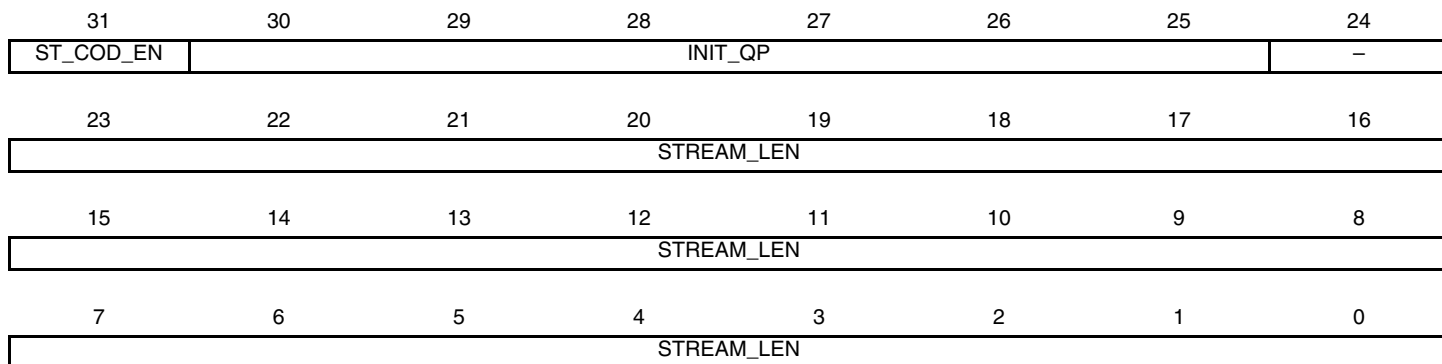 31 30 29 28 27 26 25 24
ST_COD_EN INIT_QP –
23 22 21 20 19 18 17 16
STREAM_LEN
15 14 13 12 11 10 9 8
STREAM_LEN
7 6 5 4 3 2 1 0
STREAM_LEN